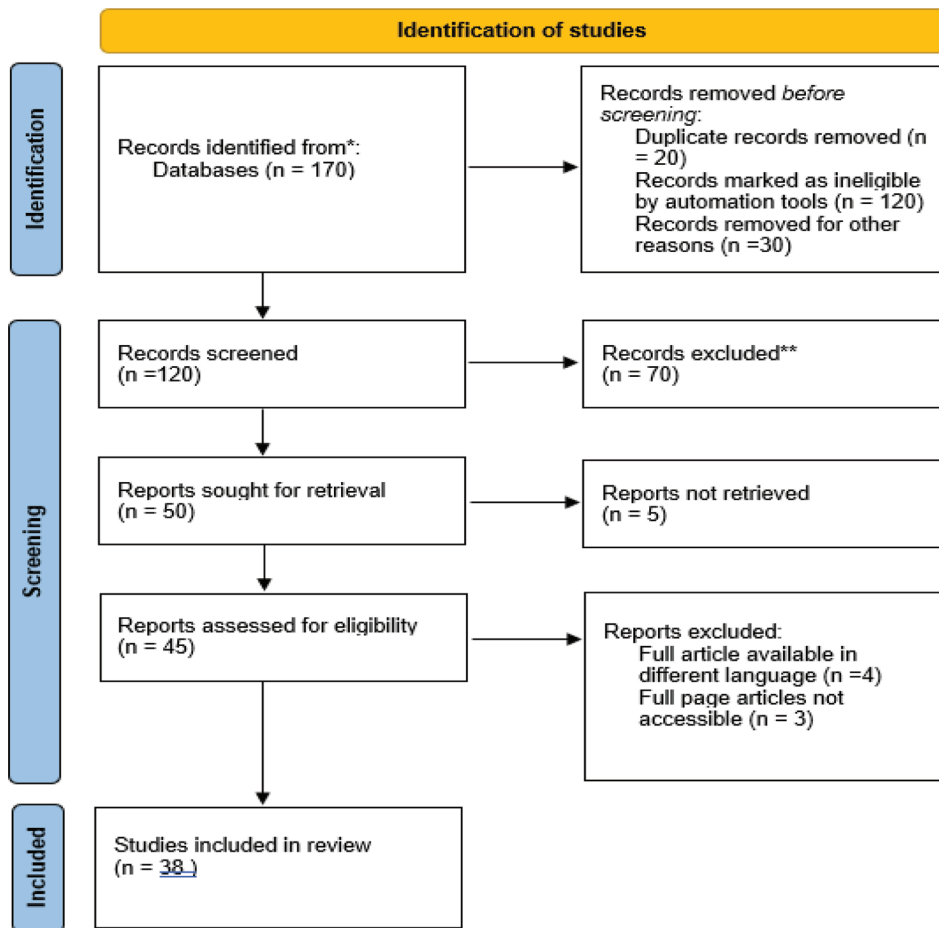 Identification of studies
Identification
Records identified from*:
Databases (n = 170)
Records removed before
screening:
Duplicate records removed (n
= 20)
Records marked as ineligible
by automation tools (n = 120)
Records removed for other
reasons (n =30)
Screening
Records screened
(n =120)
Records excluded**
(n = 70)
Reports sought for retrieval
(n = 50)
Reports not retrieved
(n = 5)
Reports assessed for eligibility
(n = 45)
Reports excluded:
Full article available in
different language (n =4)
Full page articles not
accessible (n = 3)
Included
Studies included in review
(n = 38 )